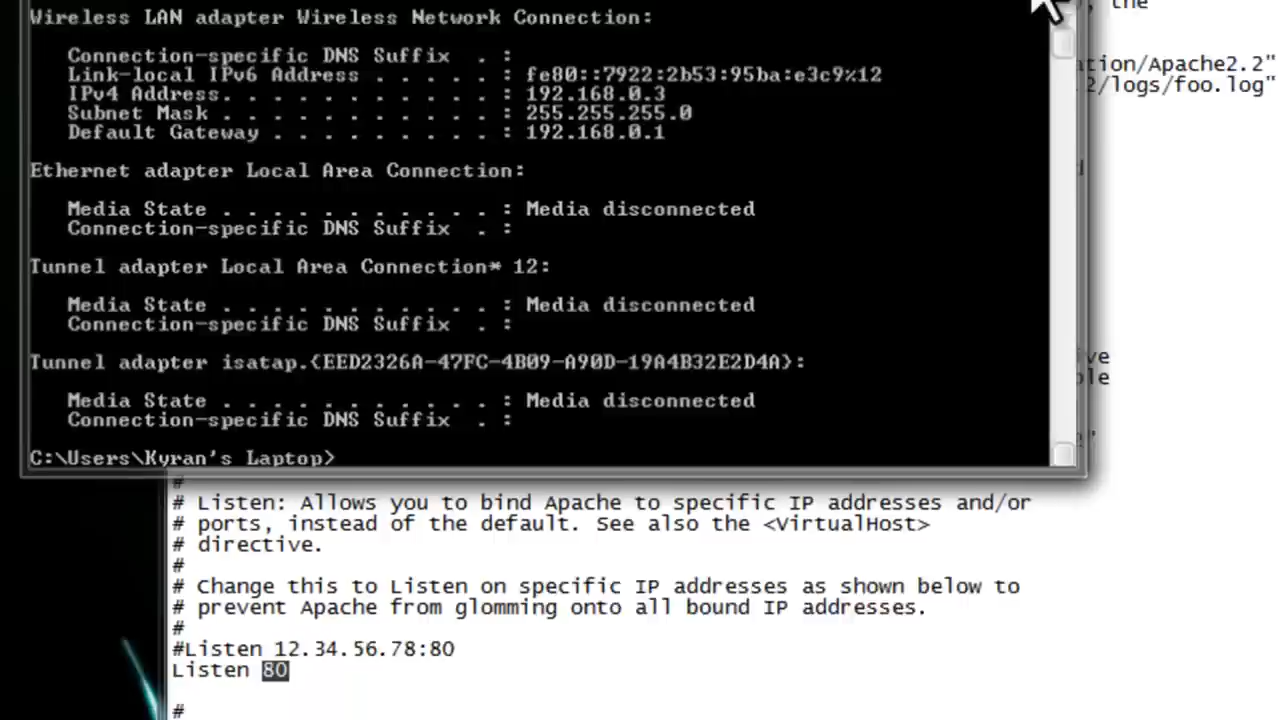 , the
Wireless LAN adapter Wireless Network Connection:
Connection-specific DNS Suffix . :
Link-local IPv6 Address . . . . . : fe80::7922:2b53:95ba:e3c9%12
IPv4 Address. . . . . . . . . . . : 192.168.0.3
Subnet Mask . . . . . . . . . . . : 255.255.255.0
Default Gateway . . . . . . . . . : 192.168.0.1
tion/Apache2.2"
2/logs/foo.log"
Ethernet adapter Local Area Connection:
Media State . . . . . . . . . . . : Media disconnected
Connection-specific DNS Suffix . :
Tunnel adapter Local Area Connection* 12:
Media State . . . . . . . . . . . : Media disconnected
Connection-specific DNS Suffix . :
Tunnel adapter isatap.{EED2326A-47FC-4B09-A90D-19A4B32E2D4A}:
Media State . . . . . . . . . . . : Media disconnected
Connection-specific DNS Suffix . :
C:\Users\Kyran's Laptop>
#
# Listen: Allows you to bind Apache to specific IP addresses and/or
# ports, instead of the default. See also the <VirtualHost>
# directive.
#
# Change this to Listen on specific IP addresses as shown below to
# prevent Apache from glomming onto all bound IP addresses.
#
#Listen 12.34.56.78:80
Listen 80
#